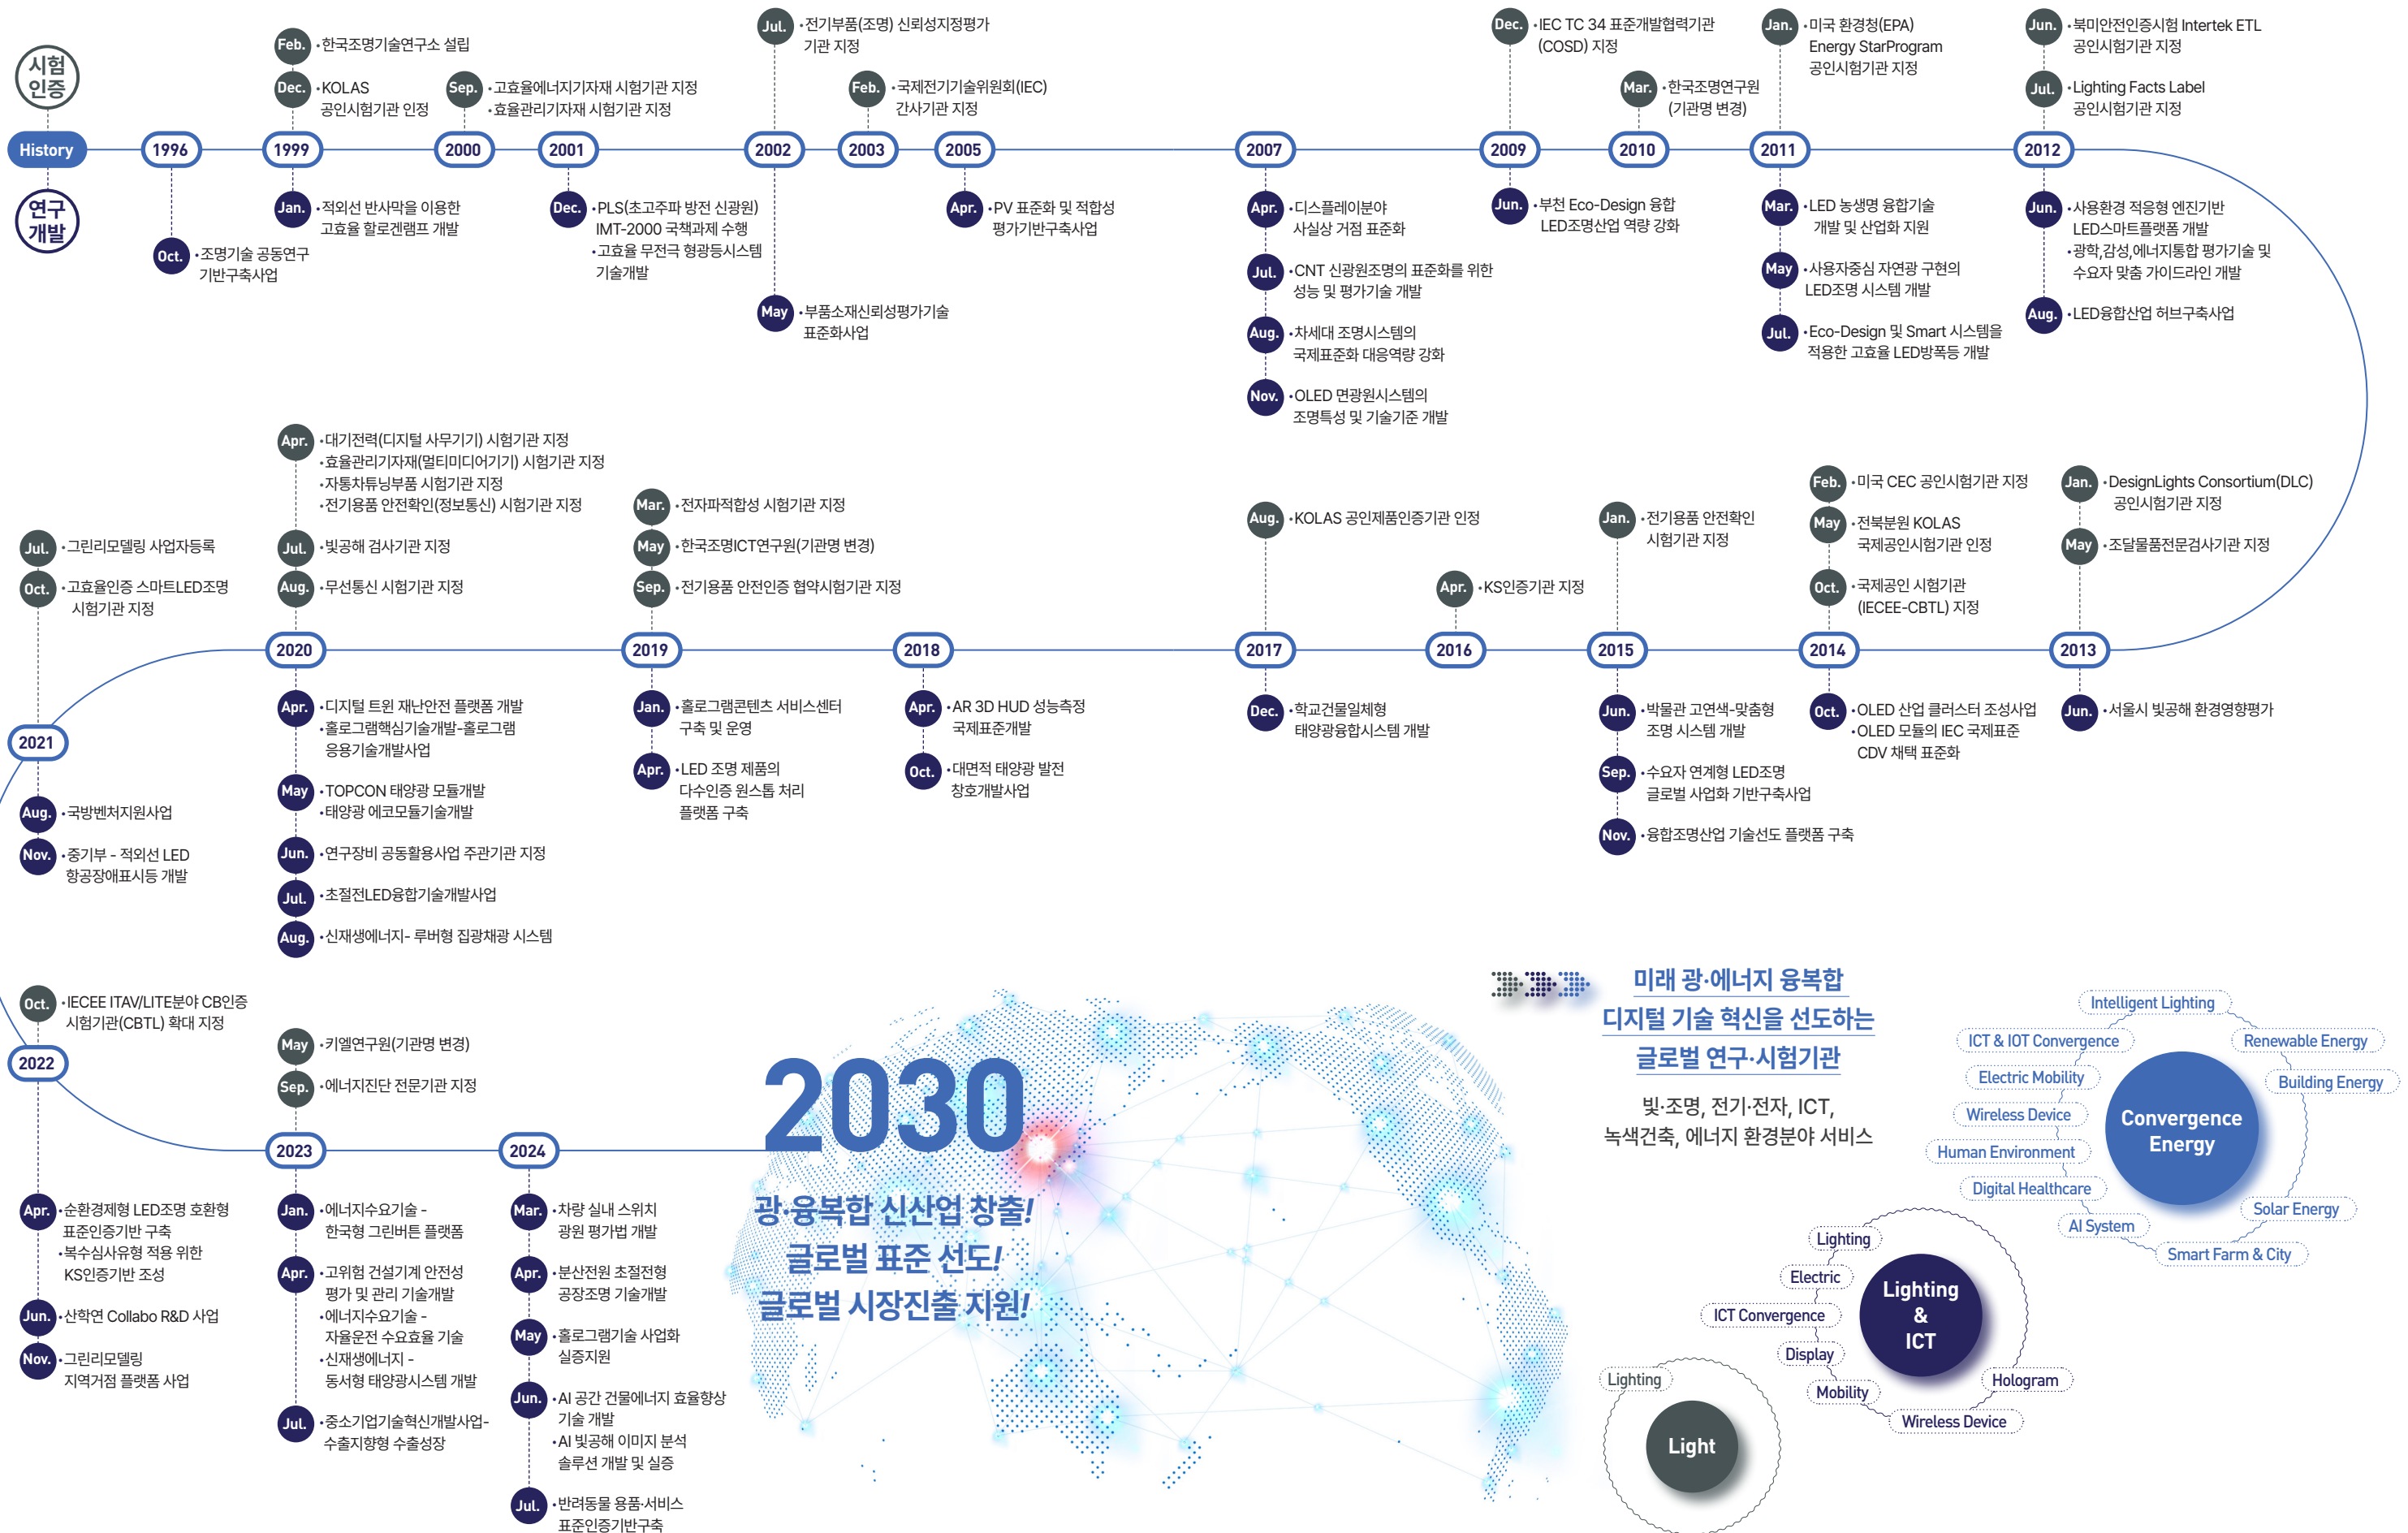 시험
인증
History
연구
개발
1996
Oct.
•조명기술 공동연구
기반구축사업
Feb.
•한국조명기술연구소 설립
Dec.
•KOLAS
공인시험기관 인정
1999
Jan.
•적외선 반사막을 이용한
고효율 할로겐램프 개발
Sep.
•고효율에너지기자재 시험기관 지정
•효율관리기자재 시험기관 지정
2000
2001
Dec.
•PLS(초고주파 방전 신광원)
IMT-2000 국책과제 수행
•고효율 무전극 형광등시스템
기술개발
Jul.
•전기부품(조명) 신뢰성지정평가
기관 지정
2002
May
•부품소재신뢰성평가기술
표준화사업
Feb.
•국제전기기술위원회(IEC)
간사기관 지정
2003
2005
Apr.
•PV 표준화 및 적합성
평가기반구축사업
2007
Apr.
•디스플레이분야
사실상 거점 표준화
Jul.
•CNT 신광원조명의 표준화를 위한
성능 및 평가기술 개발
Aug.
•차세대 조명시스템의
국제표준화 대응역량 강화
Nov.
•OLED 면광원시스템의
조명특성 및 기술기준 개발
Dec.
•IEC TC 34 표준개발협력기관
(COSD) 지정
2009
Jun.
•부천 Eco-Design 융합
LED조명산업 역량 강화
Mar.
•한국조명연구원
(기관명 변경)
2010
Jan.
•미국 환경청(EPA)
Energy StarProgram
공인시험기관 지정
2011
Mar.
•LED 농생명 융합기술
개발 및 산업화 지원
May
•사용자중심 자연광 구현의
LED조명 시스템 개발
Jul.
•Eco-Design 및 Smart 시스템을
적용한 고효율 LED방폭등 개발
Jun.
•북미안전인증시험 Intertek ETL
공인시험기관 지정
Jul.
•Lighting Facts Label
공인시험기관 지정
2012
Jun.
•사용환경 적응형 엔진기반
LED스마트플랫폼 개발
•광학,감성,에너지통합 평가기술 및
수요자 맞춤 가이드라인 개발
Aug.
•LED융합산업 허브구축사업
Jan.
•DesignLights Consortium(DLC)
공인시험기관 지정
May
•조달물품전문검사기관 지정
2013
Jun.
•서울시 빛공해 환경영향평가
Feb.
•미국 CEC 공인시험기관 지정
May
•전북분원 KOLAS
국제공인시험기관 인정
Oct.
•국제공인 시험기관
(IECEE-CBTL) 지정
2014
Oct.
•OLED 산업 클러스터 조성사업
•OLED 모듈의 IEC 국제표준
CDV 채택 표준화
Jan.
•전기용품 안전확인
시험기관 지정
2015
Jun.
•박물관 고연색-맞춤형
조명 시스템 개발
Sep.
•수요자 연계형 LED조명
글로벌 사업화 기반구축사업
Nov.
•융합조명산업 기술선도 플랫폼 구축
Apr.
•KS인증기관 지정
2016
Aug.
•KOLAS 공인제품인증기관 인정
2017
Dec.
•학교건물일체형
태양광융합시스템 개발
2018
Apr.
•AR 3D HUD 성능측정
국제표준개발
Oct.
•대면적 태양광 발전
창호개발사업
Mar.
•전자파적합성 시험기관 지정
May
•한국조명ICT연구원(기관명 변경)
Sep.
•전기용품 안전인증 협약시험기관 지정
2019
Jan.
•홀로그램콘텐츠 서비스센터
구축 및 운영
Apr.
•LED 조명 제품의
다수인증 원스톱 처리
플랫폼 구축
Apr.
•대기전력(디지털 사무기기) 시험기관 지정
•효율관리기자재(멀티미디어기기) 시험기관 지정
•자동차튜닝부품 시험기관 지정
•전기용품 안전확인(정보통신) 시험기관 지정
Jul.
•빛공해 검사기관 지정
Aug.
•무선통신 시험기관 지정
2020
Apr.
•디지털 트윈 재난안전 플랫폼 개발
•홀로그램핵심기술개발-홀로그램
응용기술개발사업
May
•TOPCON 태양광 모듈개발
•태양광 에코모듈기술개발
Jun.
•연구장비 공동활용사업 주관기관 지정
Jul.
•초절전LED융합기술개발사업
Aug.
•신재생에너지- 루버형 집광채광 시스템
Jul.
•그린리모델링 사업자등록
Oct.
•고효율인증 스마트LED조명
시험기관 지정
2021
Aug.
•국방벤처지원사업
Nov.
•중기부 - 적외선 LED
항공장애표시등 개발
Oct.
•IECEE ITAV/LITE분야 CB인증
시험기관(CBTL) 확대 지정
2022
Apr.
•순환경제형 LED조명 호환형
표준인증기반 구축
•복수심사유형 적용 위한
KS인증기반 조성
Jun.
•산학연 Collabo R&D 사업
Nov.
•그린리모델링
지역거점 플랫폼 사업
May
•키엘연구원(기관명 변경)
Sep.
•에너지진단 전문기관 지정
2023
Jan.
•에너지수요기술 -
한국형 그린버튼 플랫폼
Apr.
•고위험 건설기계 안전성
평가 및 관리 기술개발
•에너지수요기술 -
자율운전 수요효율 기술
•신재생에너지 -
동서형 태양광시스템 개발
Jul.
•중소기업기술혁신개발사업-
수출지향형 수출성장
2024
Mar.
•차량 실내 스위치
광원 평가법 개발
Apr.
•분산전원 초절전형
공장조명 기술개발
May
•홀로그램기술 사업화
실증지원
Jun.
•AI 공간 건물에너지 효율향상
기술 개발
•AI 빛공해 이미지 분석
솔루션 개발 및 실증
Jul.
•반려동물 용품·서비스
표준인증기반구축
2030
광·융복합 신산업 창출!
글로벌 표준 선도!
글로벌 시장진출 지원!
미래 광·에너지 융복합
디지털 기술 혁신을 선도하는
글로벌 연구·시험기관
빛·조명, 전기·전자, ICT,
녹색건축, 에너지 환경분야 서비스
Intelligent Lighting
ICT & IOT Convergence
Renewable Energy
Electric Mobility
Building Energy
Wireless Device
Convergence
Energy
Human Environment
Digital Healthcare
Solar Energy
AI System
Smart Farm & City
Lighting
Electric
Lighting
&
ICT
ICT Convergence
Display
Mobility
Hologram
Wireless Device
Lighting
Light